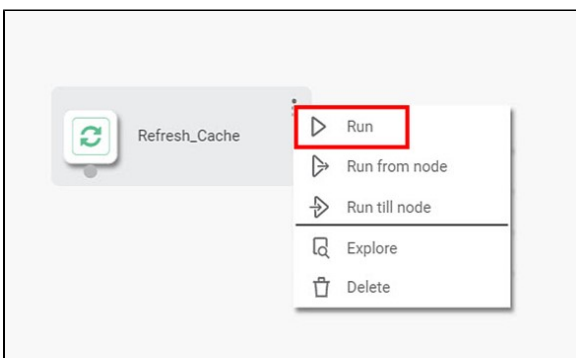 Refresh_Cache
Run
Run from node
Run till node
Explore
Delete